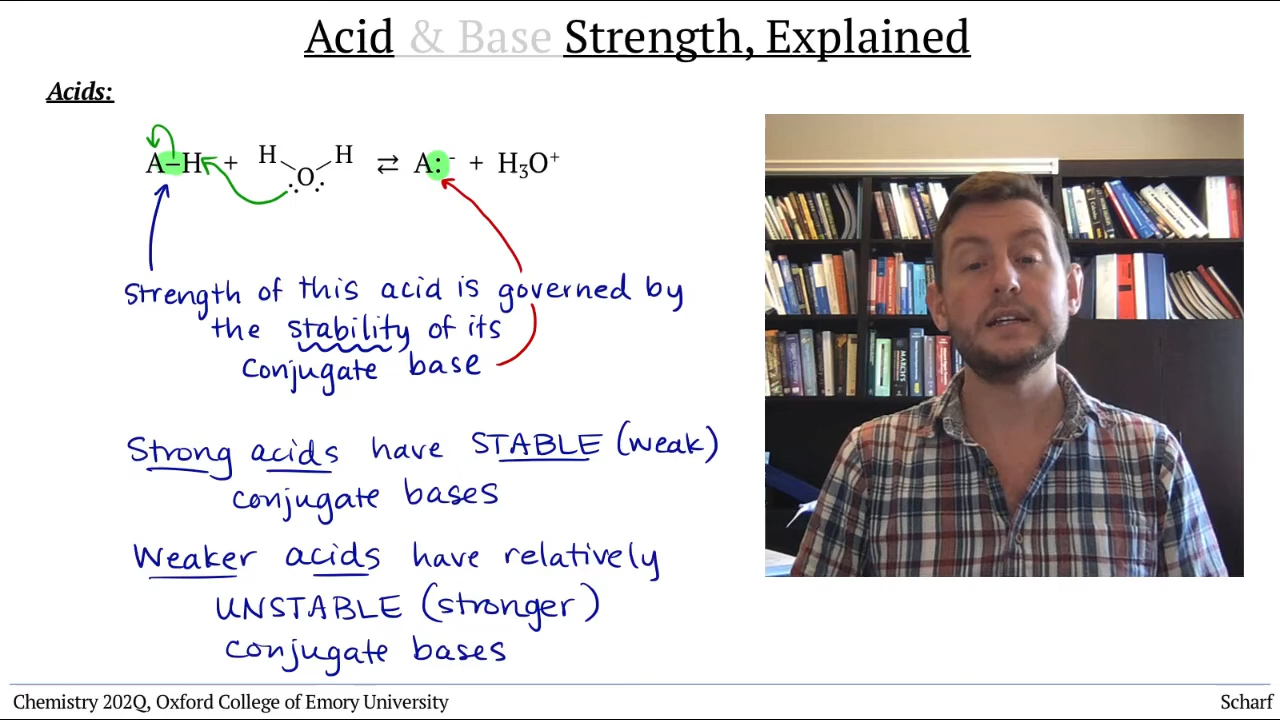 Acid & Base Strength, Explained
Acids:
A–H + H O H ⇄ A:⁻ + H₃O⁺
Strength of this acid is governed by
the stability of its
conjugate base
Strong acids have STABLE (weak)
conjugate bases
Weaker acids have relatively
UNSTABLE (stronger)
conjugate bases
MARCH'S
Chemistry 202Q, Oxford College of Emory University
Scharf